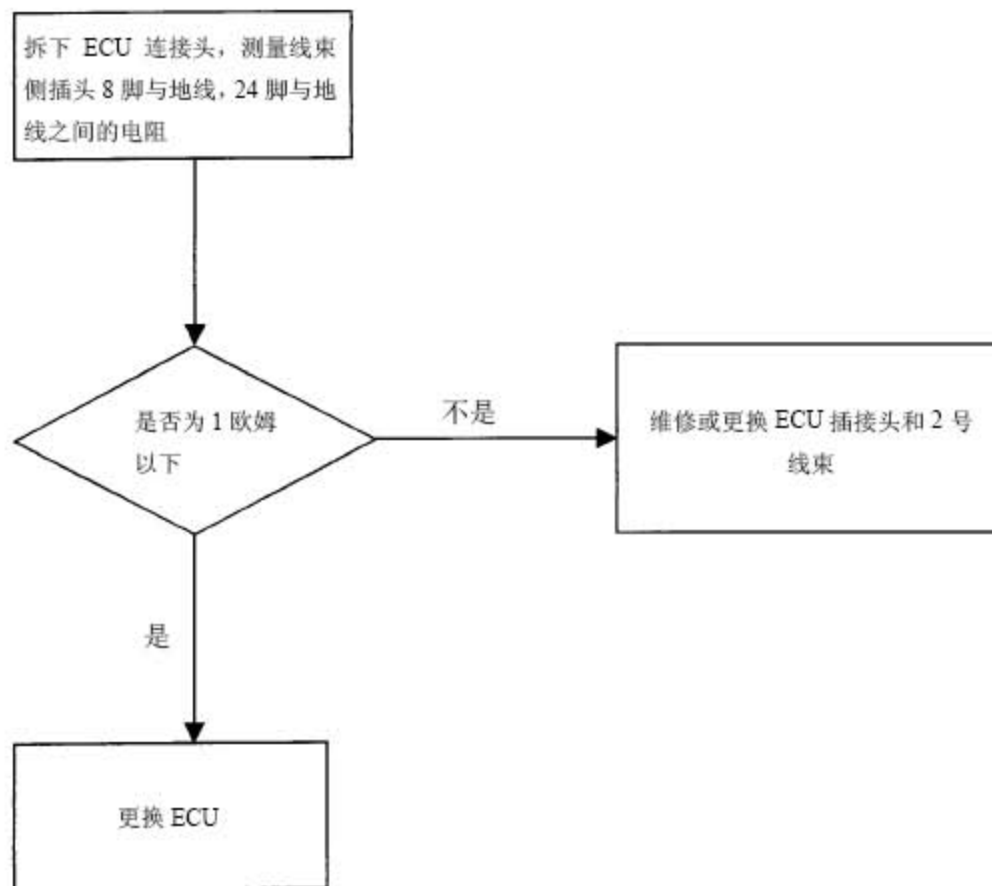 拆下 ECU 连接头，测量线束
侧插头 8 脚与地线，24 脚与地
线之间的电阻
是否为 1 欧姆
以下
不是
维修或更换 ECU 插接头和 2 号
线束
是
更换 ECU